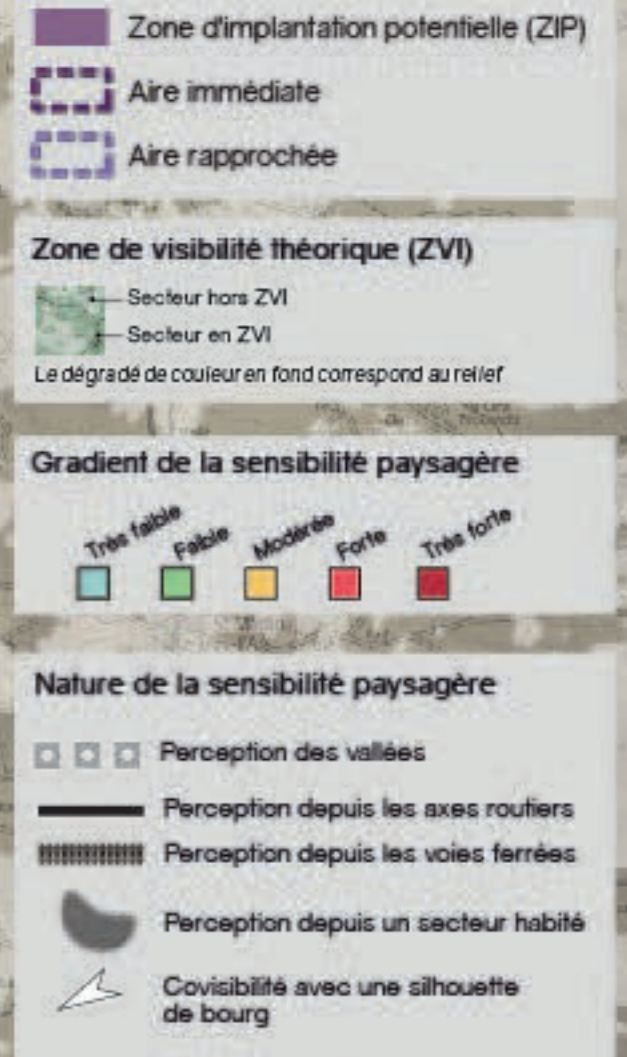 Zone d'implantation potentielle (ZIP)
Aire immédiate
Aire rapprochée
Zone de visibilité théorique (ZVI)
Secteur hors ZVI
Secteur en ZVI
Le dégradé de couleur en fond correspond au relief
Gradient de la sensibilité paysagère
Très faible
Faible
Modérée
Forte
Très forte
Nature de la sensibilité paysagère
Perception des vallées
Perception depuis les axes routiers
Perception depuis les voies ferrées
Perception depuis un secteur habité
Covisibilité avec une silhouette
de bourg